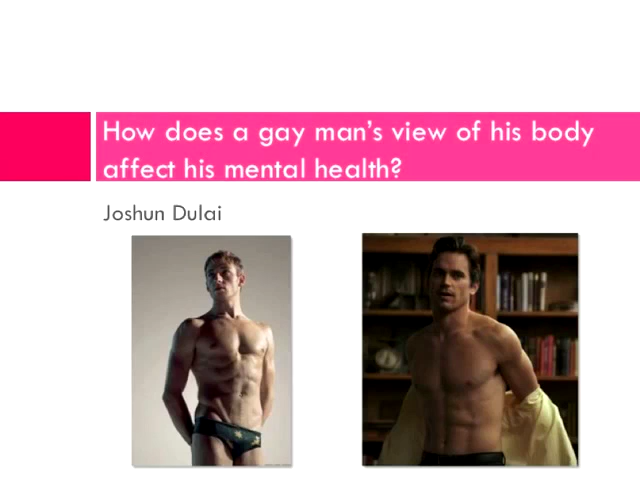 How does a gay man’s view of his body
affect his mental health?
Joshun Dulai